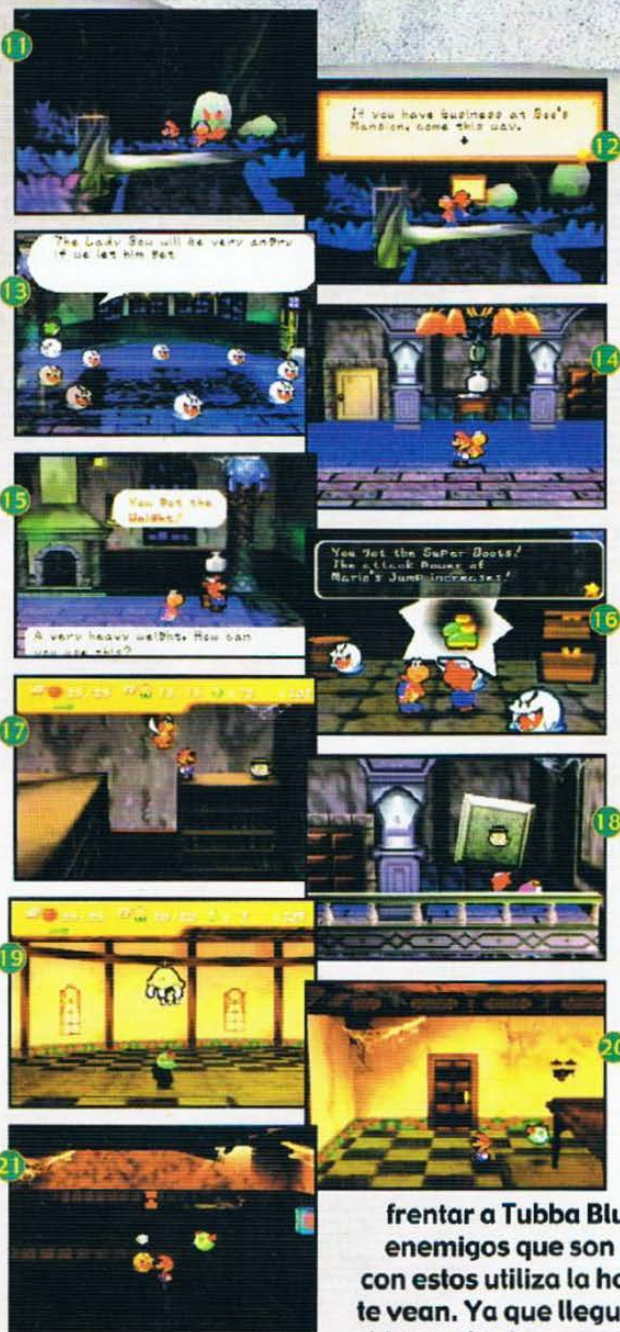 11
12
If you have business at Boo's
Mansion, come this way.
13
The Lady Bow will be very angry
if we let him get
14
15
You got the
Weight!
A very heavy weight. How can
you use this?
16
You got the Super Boots!
The attack power of
Mario's Jump increases!
17
18
19
20
21
frentar a Tubba Blu
enemigos que son
con estos utiliza la ho
te vean. Ya que llegu